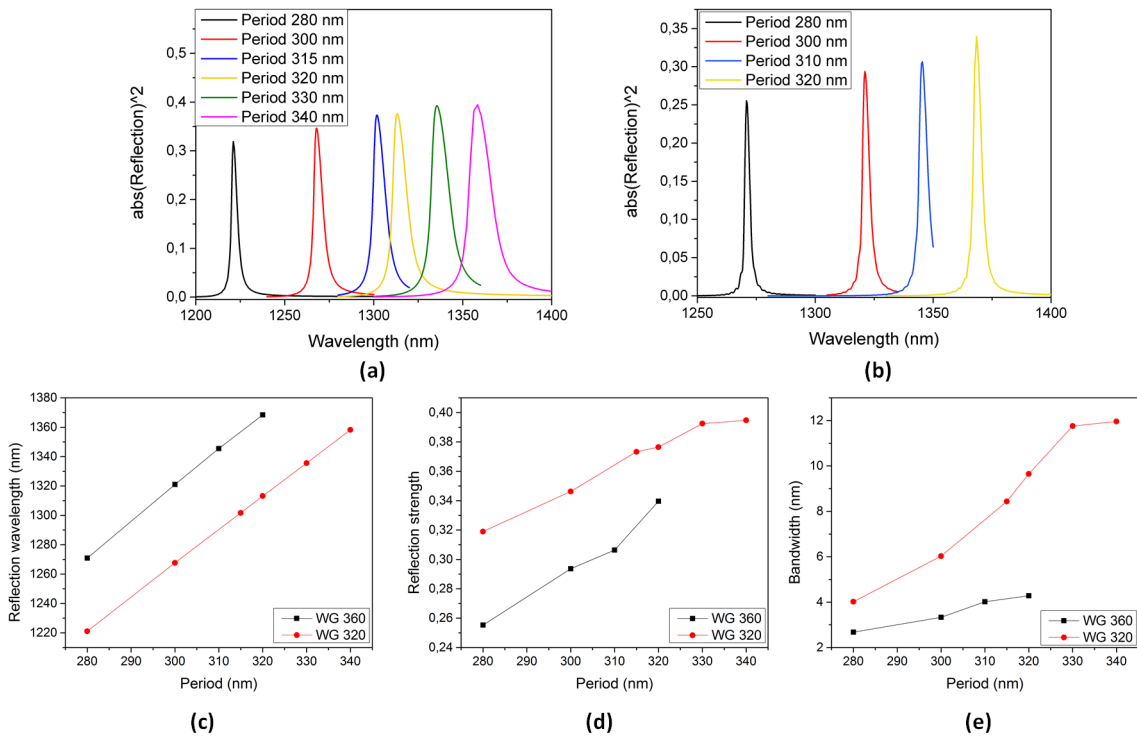 Period 280 nm
Period 300 nm
Period 315 nm
Period 320 nm
Period 330 nm
Period 340 nm
0,5
0,4
0,3
0,2
0,1
0,0
abs(Reflection)^2
1200
1250
1300
1350
1400
Wavelength (nm)
(a)
Period 280 nm
Period 300 nm
Period 310 nm
Period 320 nm
0,35
0,30
0,25
0,20
0,15
0,10
0,05
0,00
abs(Reflection)^2
1250
1300
1350
1400
Wavelength (nm)
(b)
1380
1360
1340
1320
1300
1280
1260
1240
1220
Reflection wavelength (nm)
WG 360
WG 320
280
290
300
310
320
330
340
Period (nm)
(c)
0,40
0,38
0,36
0,34
0,32
0,30
0,28
0,26
0,24
Reflection strength
WG 360
WG 320
280
290
300
310
320
330
340
Period (nm)
(d)
12
10
8
6
4
2
Bandwidth (nm)
WG 360
WG 320
280
290
300
310
320
330
340
Period (nm)
(e)